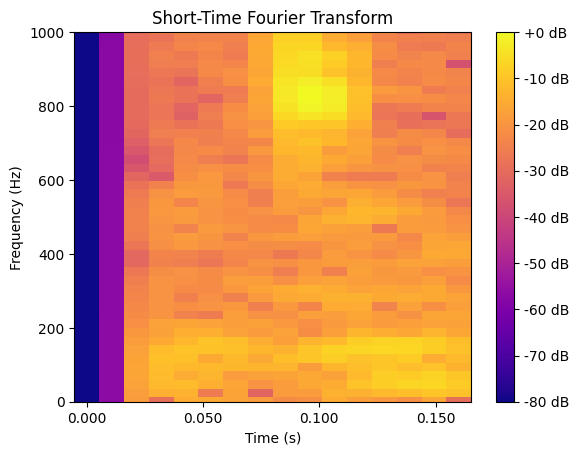 Short-Time Fourier Transform
Frequency (Hz)
1000
800
600
400
200
0
0.000
0.050
0.100
0.150
Time (s)
+0 dB
-10 dB
-20 dB
-30 dB
-40 dB
-50 dB
-60 dB
-70 dB
-80 dB